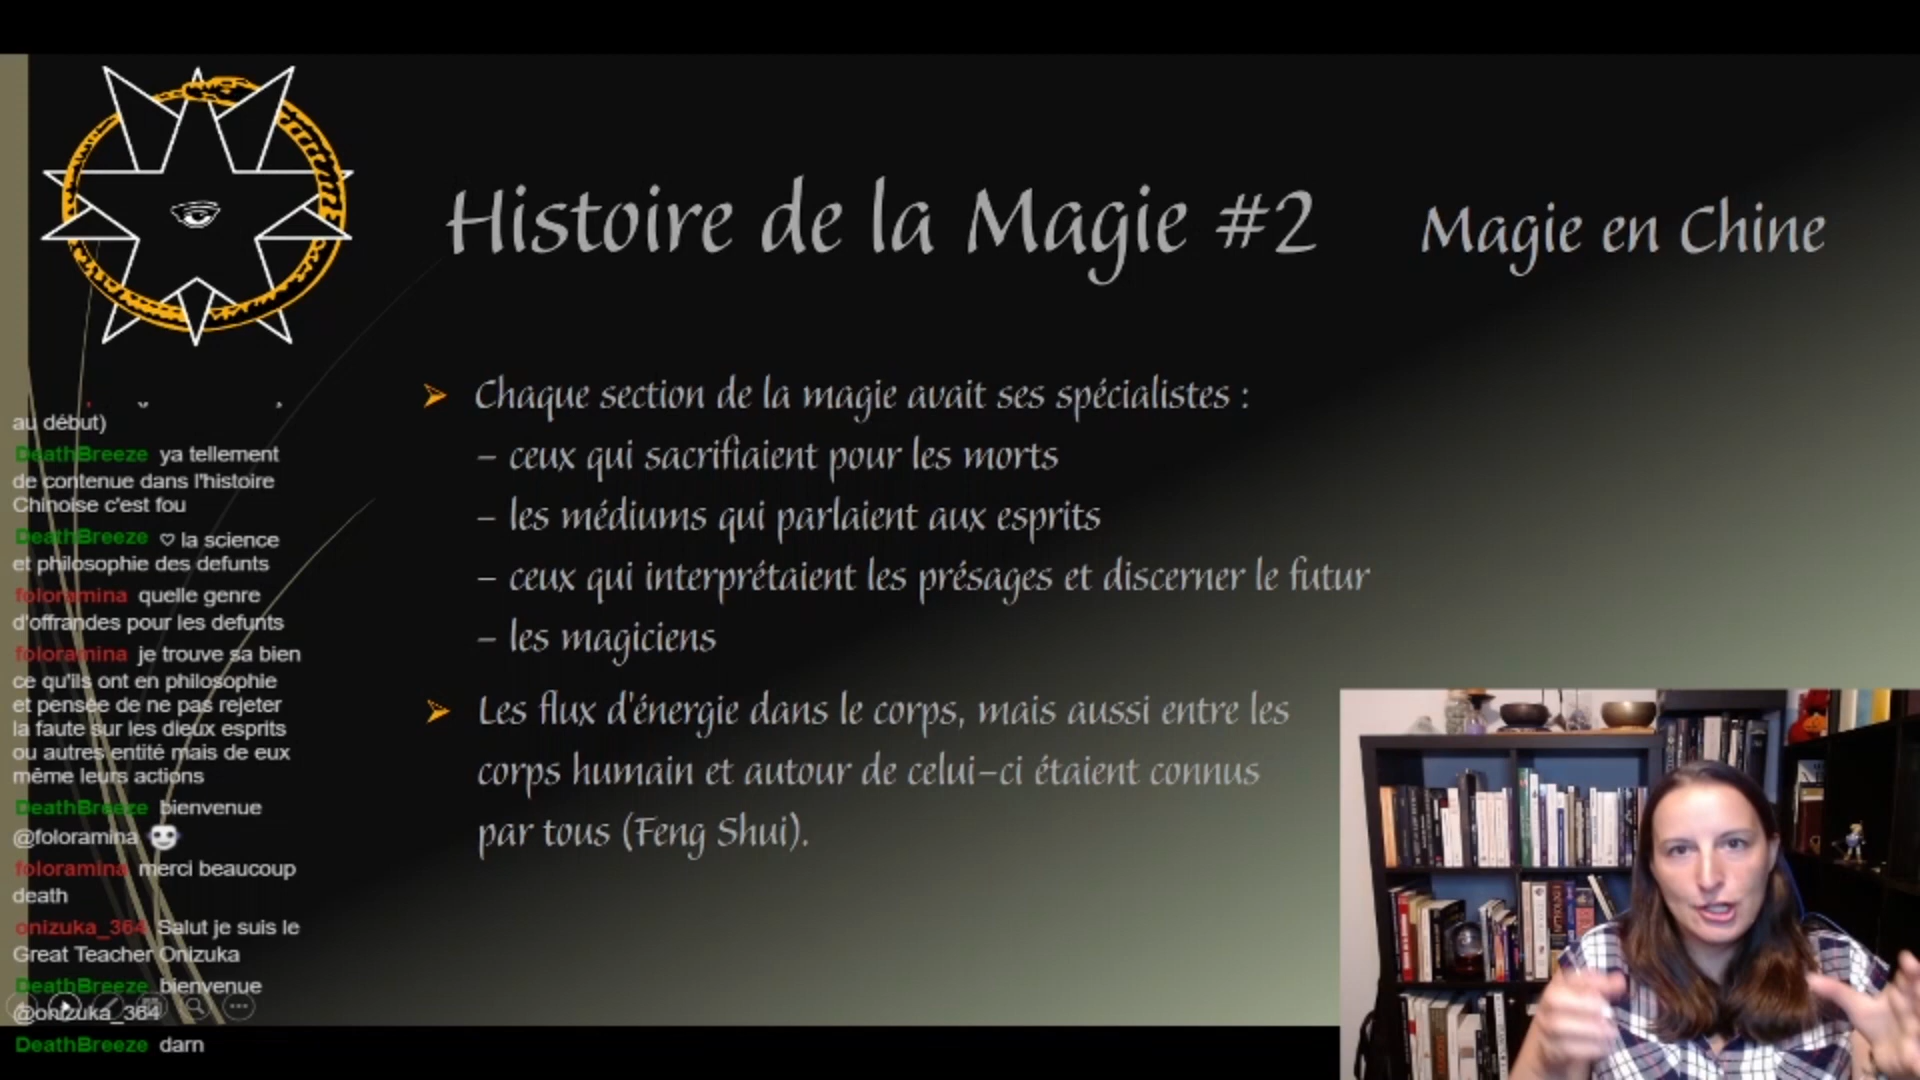 Histoire de la Magie #2 Magie en Chine
Chaque section de la magie avait ses spécialistes :
– ceux qui sacrifiaient pour les morts
– les médiums qui parlaient aux esprits
– ceux qui interprétaient les présages et discerner le futur
– les magiciens
Les flux d'énergie dans le corps, mais aussi entre les
corps humain et autour de celui-ci étaient connus
par tous (Feng Shui).
au début)
DeathBreeze ya tellement
de contenue dans l'histoire
Chinoise c'est fou
DeathBreeze ♡ la science
et philosophie des defunts
foloramina quelle genre
d'offrandes pour les defunts
foloramina je trouve sa bien
ce qu'ils ont en philosophie
et pensée de ne pas rejeter
la faute sur les dieux esprits
ou autres entité mais de eux
même leurs actions
DeathBreeze bienvenue
@foloramina
foloramina merci beaucoup
death
onizuka_364 Salut je suis le
Great Teacher Onizuka
DeathBreeze bienvenue
@onizuka_364
DeathBreeze darn